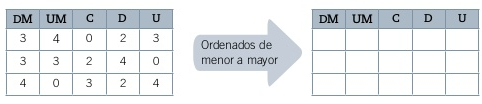 DM UM C D U
3 4 0 2 3
3 3 2 4 0
4 0 3 2 4
Ordenados de
menor a mayor
DM UM C D U